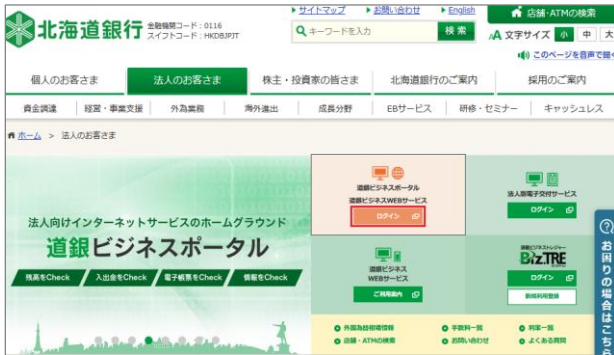 サイトマップ お問い合わせ English 店舗・ATMの検索
北海道銀行 金融機関コード：0116
スイフトコード：HKDBJPJT
キーワードを入力 検索 文字サイズ 小 中 大
このページを音声で聞く
個人のお客さま 法人のお客さま 株主・投資家の皆さま 北海道銀行のご案内 採用のご案内
資金調達 経営・事業支援 外為業務 海外進出 成長分野 EBサービス 研修・セミナー キャッシュレス
ホーム > 法人のお客さま
法人向けインターネットサービスのホームグラウンド
道銀ビジネスポータル
残高をCheck 入出金をCheck 電子帳票をCheck 情報をCheck
道銀ビジネスポータル
道銀ビジネスWEBサービス
ログイン
法人版電子交付サービス
ログイン
道銀ビジネス
WEBサービス
ご利用案内
道銀ビズネストレジャー
Biz.TRE
ログイン
新規利用登録
外国為替相場情報 手数料一覧 利率一覧
店舗・ATMの検索 お問い合わせ よくある質問
お困りの場合はこちら